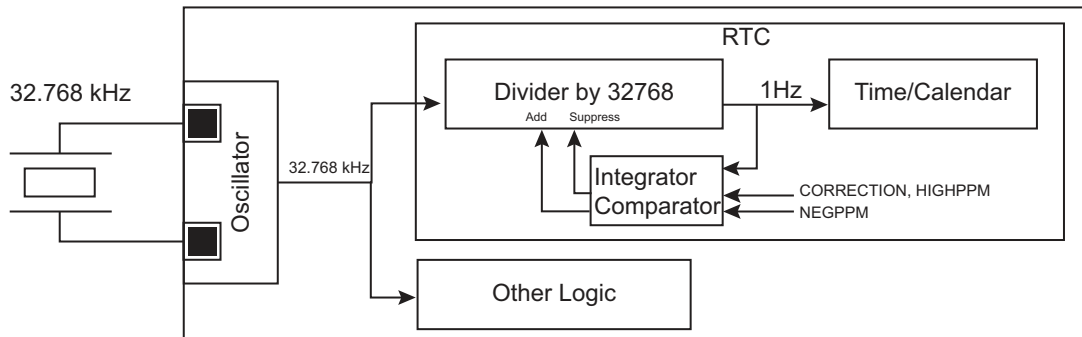 32.768 kHz
Oscillator
32.768 kHz
RTC
Divider by 32768
Add Suppress
1Hz
Time/Calendar
Integrator
Comparator
CORRECTION, HIGHPPM
NEGPPM
Other Logic